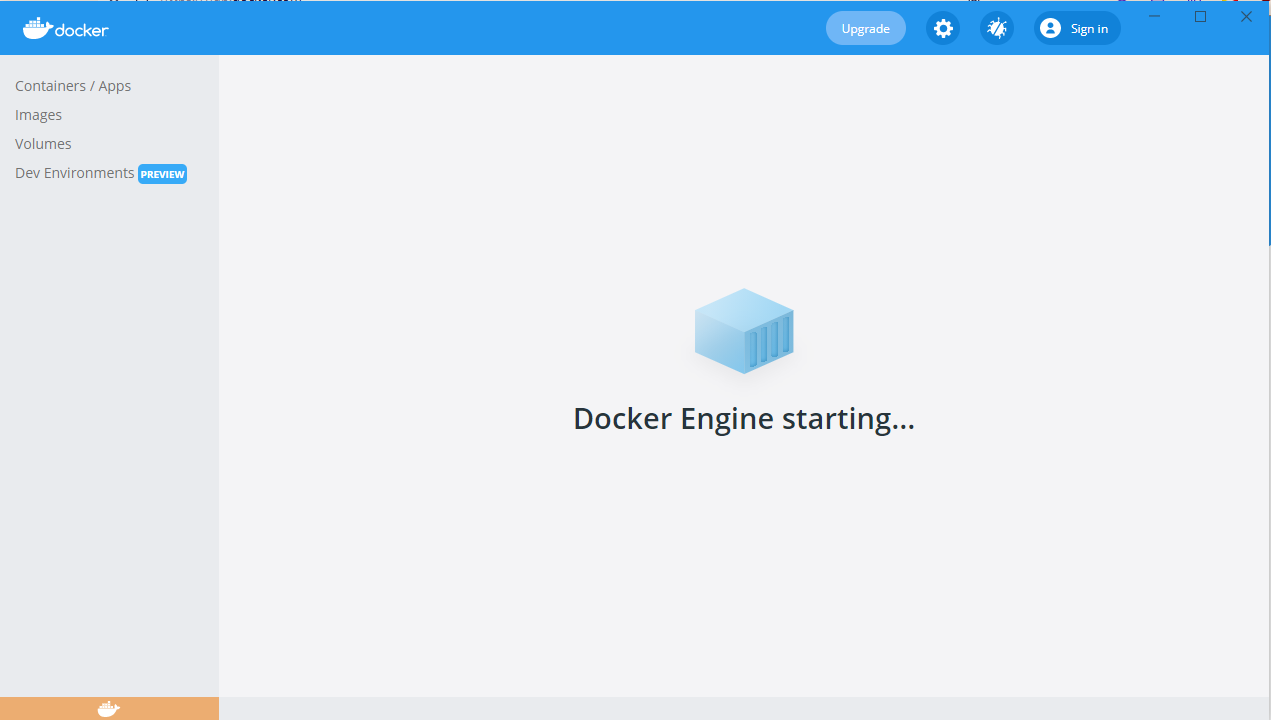 docker
Upgrade
Sign in
Containers / Apps
Images
Volumes
Dev Environments PREVIEW
Docker Engine starting...